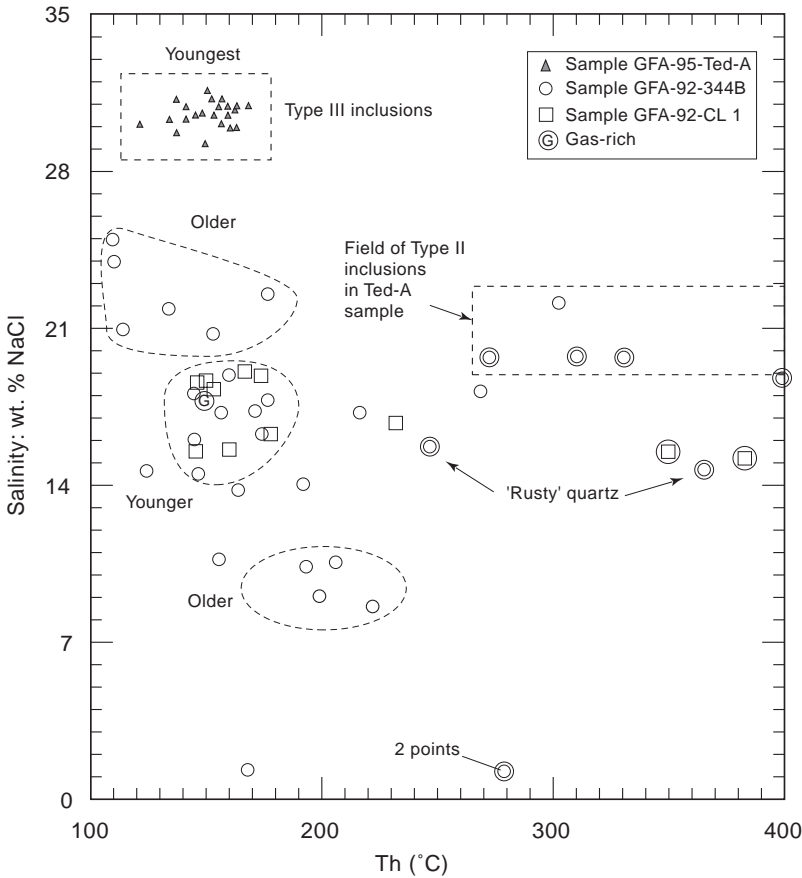 35
28
21
14
7
0
Salinity: wt. % NaCl
100
200
300
400
Th (˚C)
Youngest
Type III inclusions
Sample GFA-95-Ted-A
Sample GFA-92-344B
Sample GFA-92-CL 1
G Gas-rich
Older
Field of Type II
inclusions
in Ted-A
sample
G
Younger
'Rusty' quartz
Older
2 points